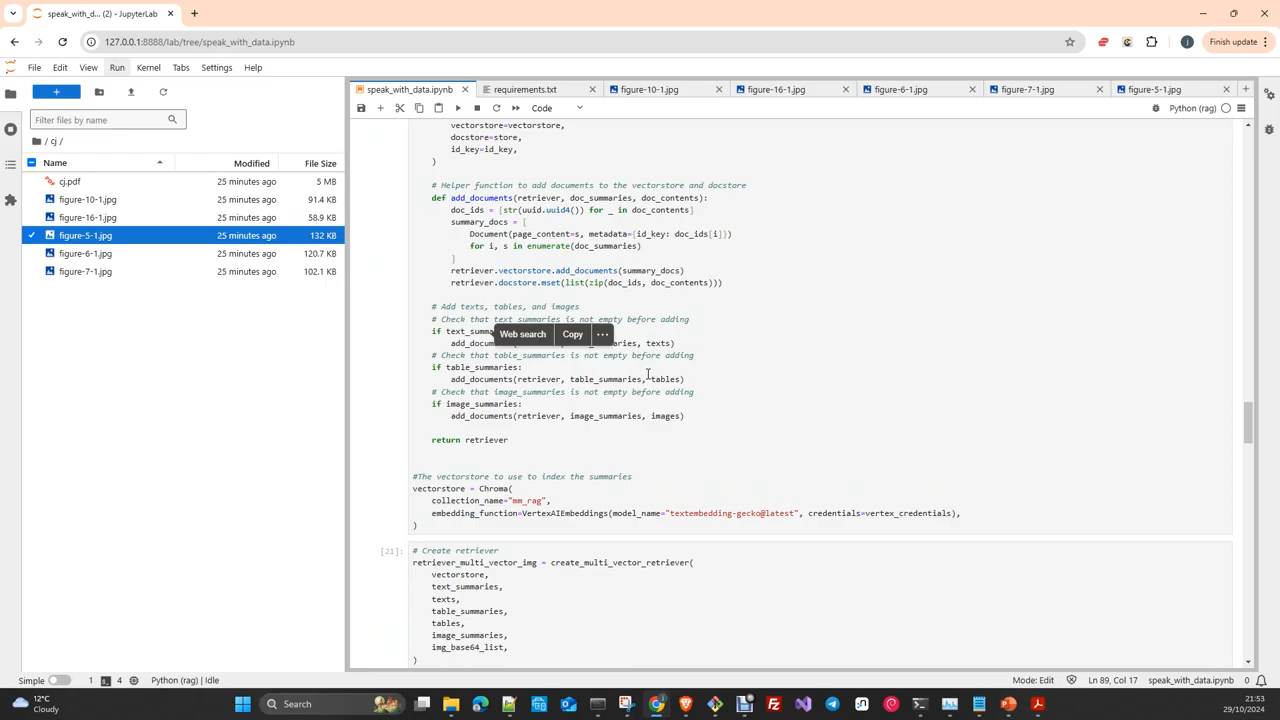 speak_with_d... (2) - JupyterLab
127.0.0.1:8888/lab/tree/speak_with_data.ipynb
Finish update
File Edit View Run Kernel Tabs Settings Help
speak_with_data.ipynb requirements.txt figure-10-1.jpg figure-16-1.jpg figure-6-1.jpg figure-7-1.jpg figure-5-1.jpg
Code
Python (rag)
Filter files by name
/ cj /
Name Modified File Size
cj.pdf 25 minutes ago 5 MB
figure-10-1.jpg 25 minutes ago 91.4 KB
figure-16-1.jpg 25 minutes ago 58.9 KB
figure-5-1.jpg 25 minutes ago 132 KB
figure-6-1.jpg 25 minutes ago 120.7 KB
figure-7-1.jpg 25 minutes ago 102.1 KB
vectorstore=vectorstore,
docstore=store,
id_key=id_key,
)
# Helper function to add documents to the vectorstore and docstore
def add_documents(retriever, doc_summaries, doc_contents):
doc_ids = [str(uuid.uuid4()) for _ in doc_contents]
summary_docs = [
Document(page_content=s, metadata={id_key: doc_ids[i]})
for i, s in enumerate(doc_summaries)
]
retriever.vectorstore.add_documents(summary_docs)
retriever.docstore.mset(list(zip(doc_ids, doc_contents)))
# Add texts, tables, and images
# Check that text_summaries is not empty before adding
if text_summa
Web search Copy ...
add_docum aries, texts)
# Check that table_summaries is not empty before adding
if table_summaries:
add_documents(retriever, table_summaries, tables)
# Check that image_summaries is not empty before adding
if image_summaries:
add_documents(retriever, image_summaries, images)
return retriever
#The vectorstore to use to index the summaries
vectorstore = Chroma(
collection_name="mm_rag",
embedding_function=VertexAIEmbeddings(model_name="textembedding-gecko@latest", credentials=vertex_credentials),
)
[21]:
# Create retriever
retriever_multi_vector_img = create_multi_vector_retriever(
vectorstore,
text_summaries,
texts,
table_summaries,
tables,
image_summaries,
img_base64_list,
)
Simple 1 4 Python (rag) | Idle
Mode: Edit Ln 89, Col 17 speak_with_data.ipynb 0
12°C
Cloudy
Search
21:53
29/10/2024